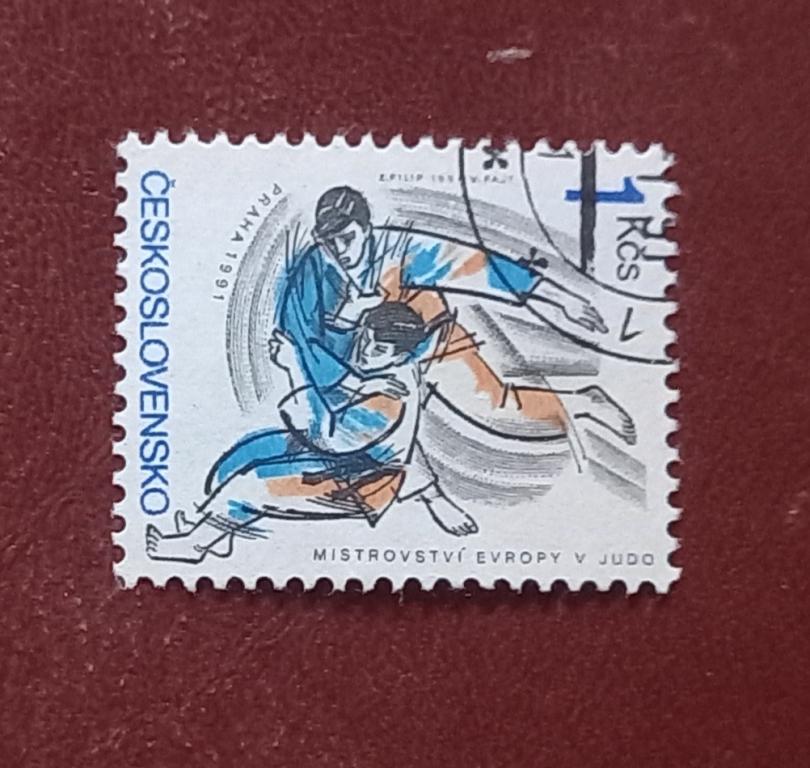 ČESKOSLOVENSKO
PRAHA 1991
1 Kčs
MISTROVSTVÍ EVROPY V JUDO